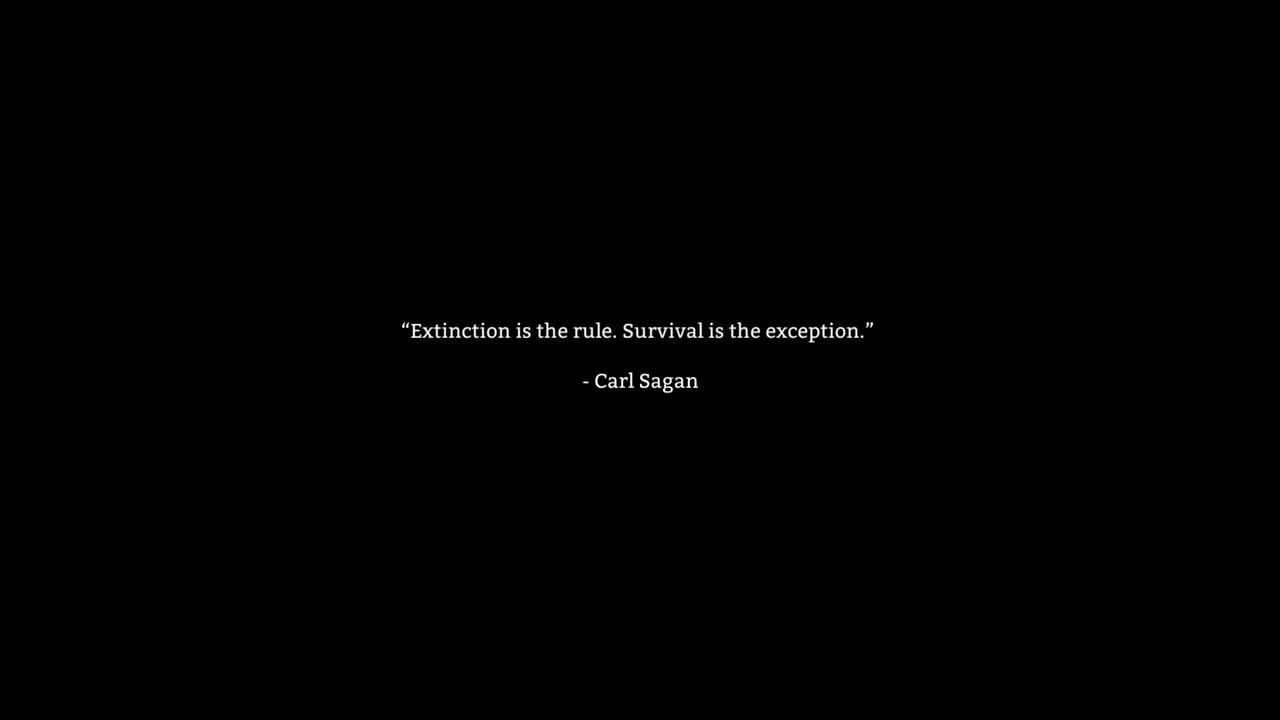 “Extinction is the rule. Survival is the exception.”
- Carl Sagan